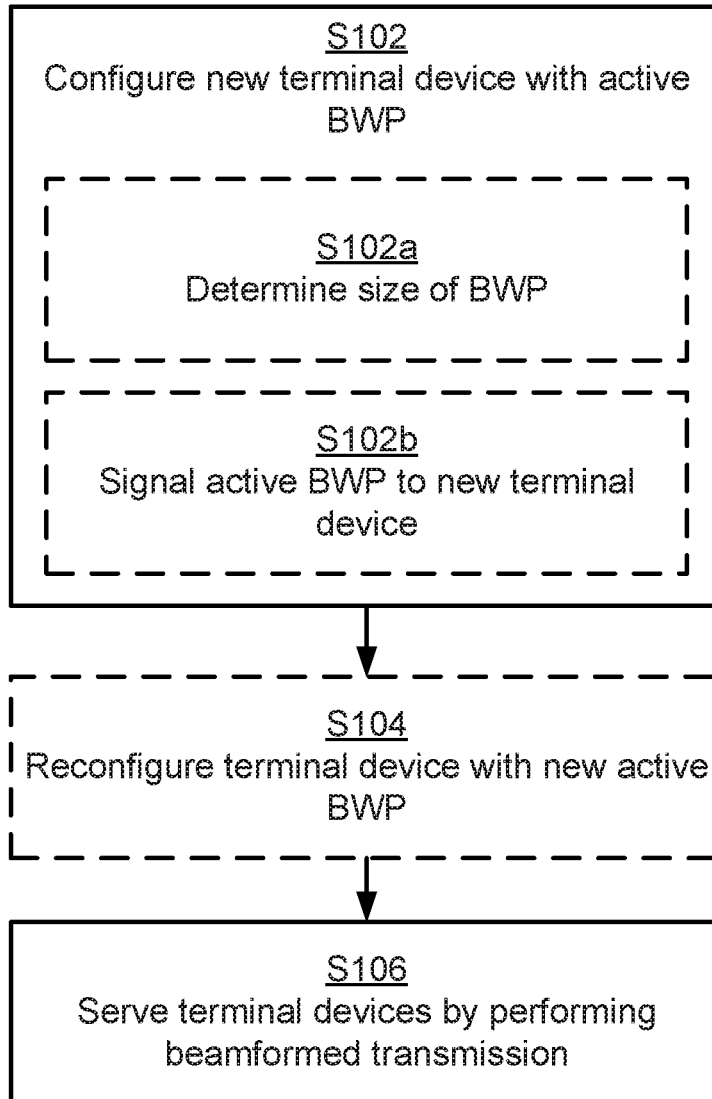 S102
Configure new terminal device with active
BWP
S102a
Determine size of BWP
S102b
Signal active BWP to new terminal
device
S104
Reconfigure terminal device with new active
BWP
S106
Serve terminal devices by performing
beamformed transmission